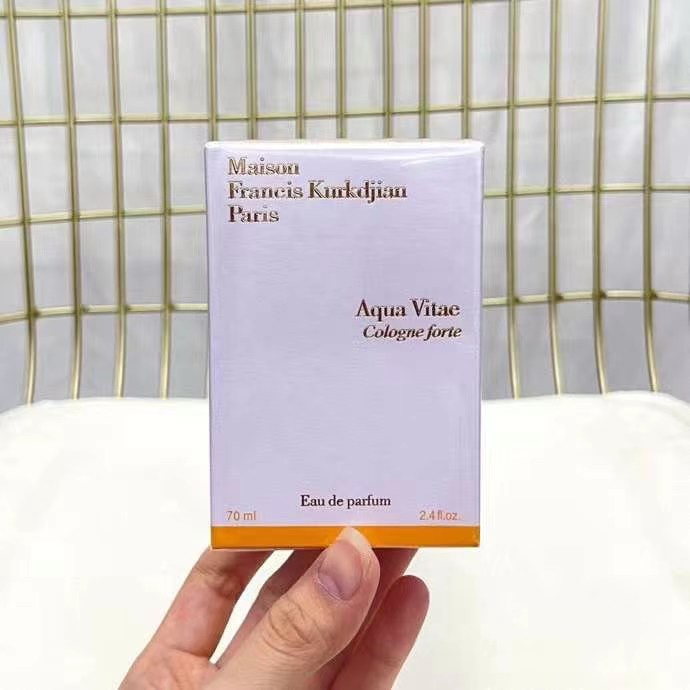 Maison
Francis Kurkdjian
Paris
Aqua Vitae
Cologne forte
Eau de parfum
70 ml 2.4 fl.oz.